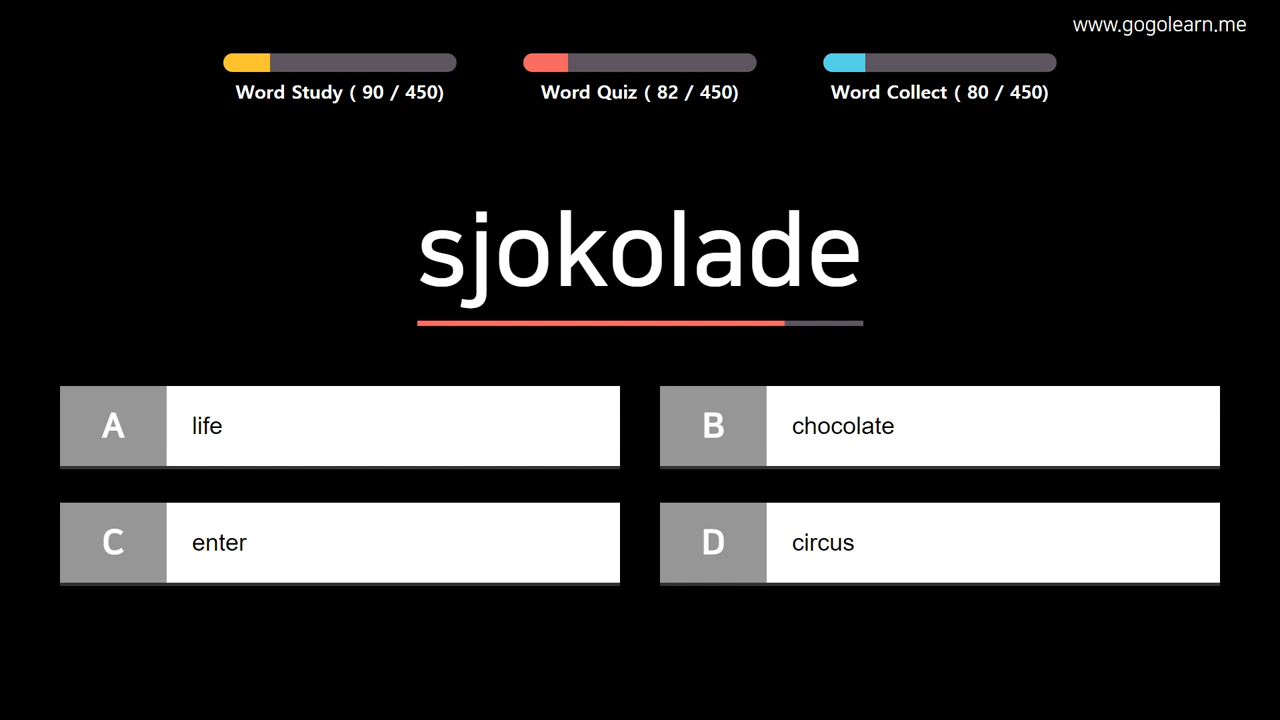 www.gogolearn.me
Word Study ( 90 / 450)
Word Quiz ( 82 / 450)
Word Collect ( 80 / 450)
sjokolade
A life
B chocolate
C enter
D circus